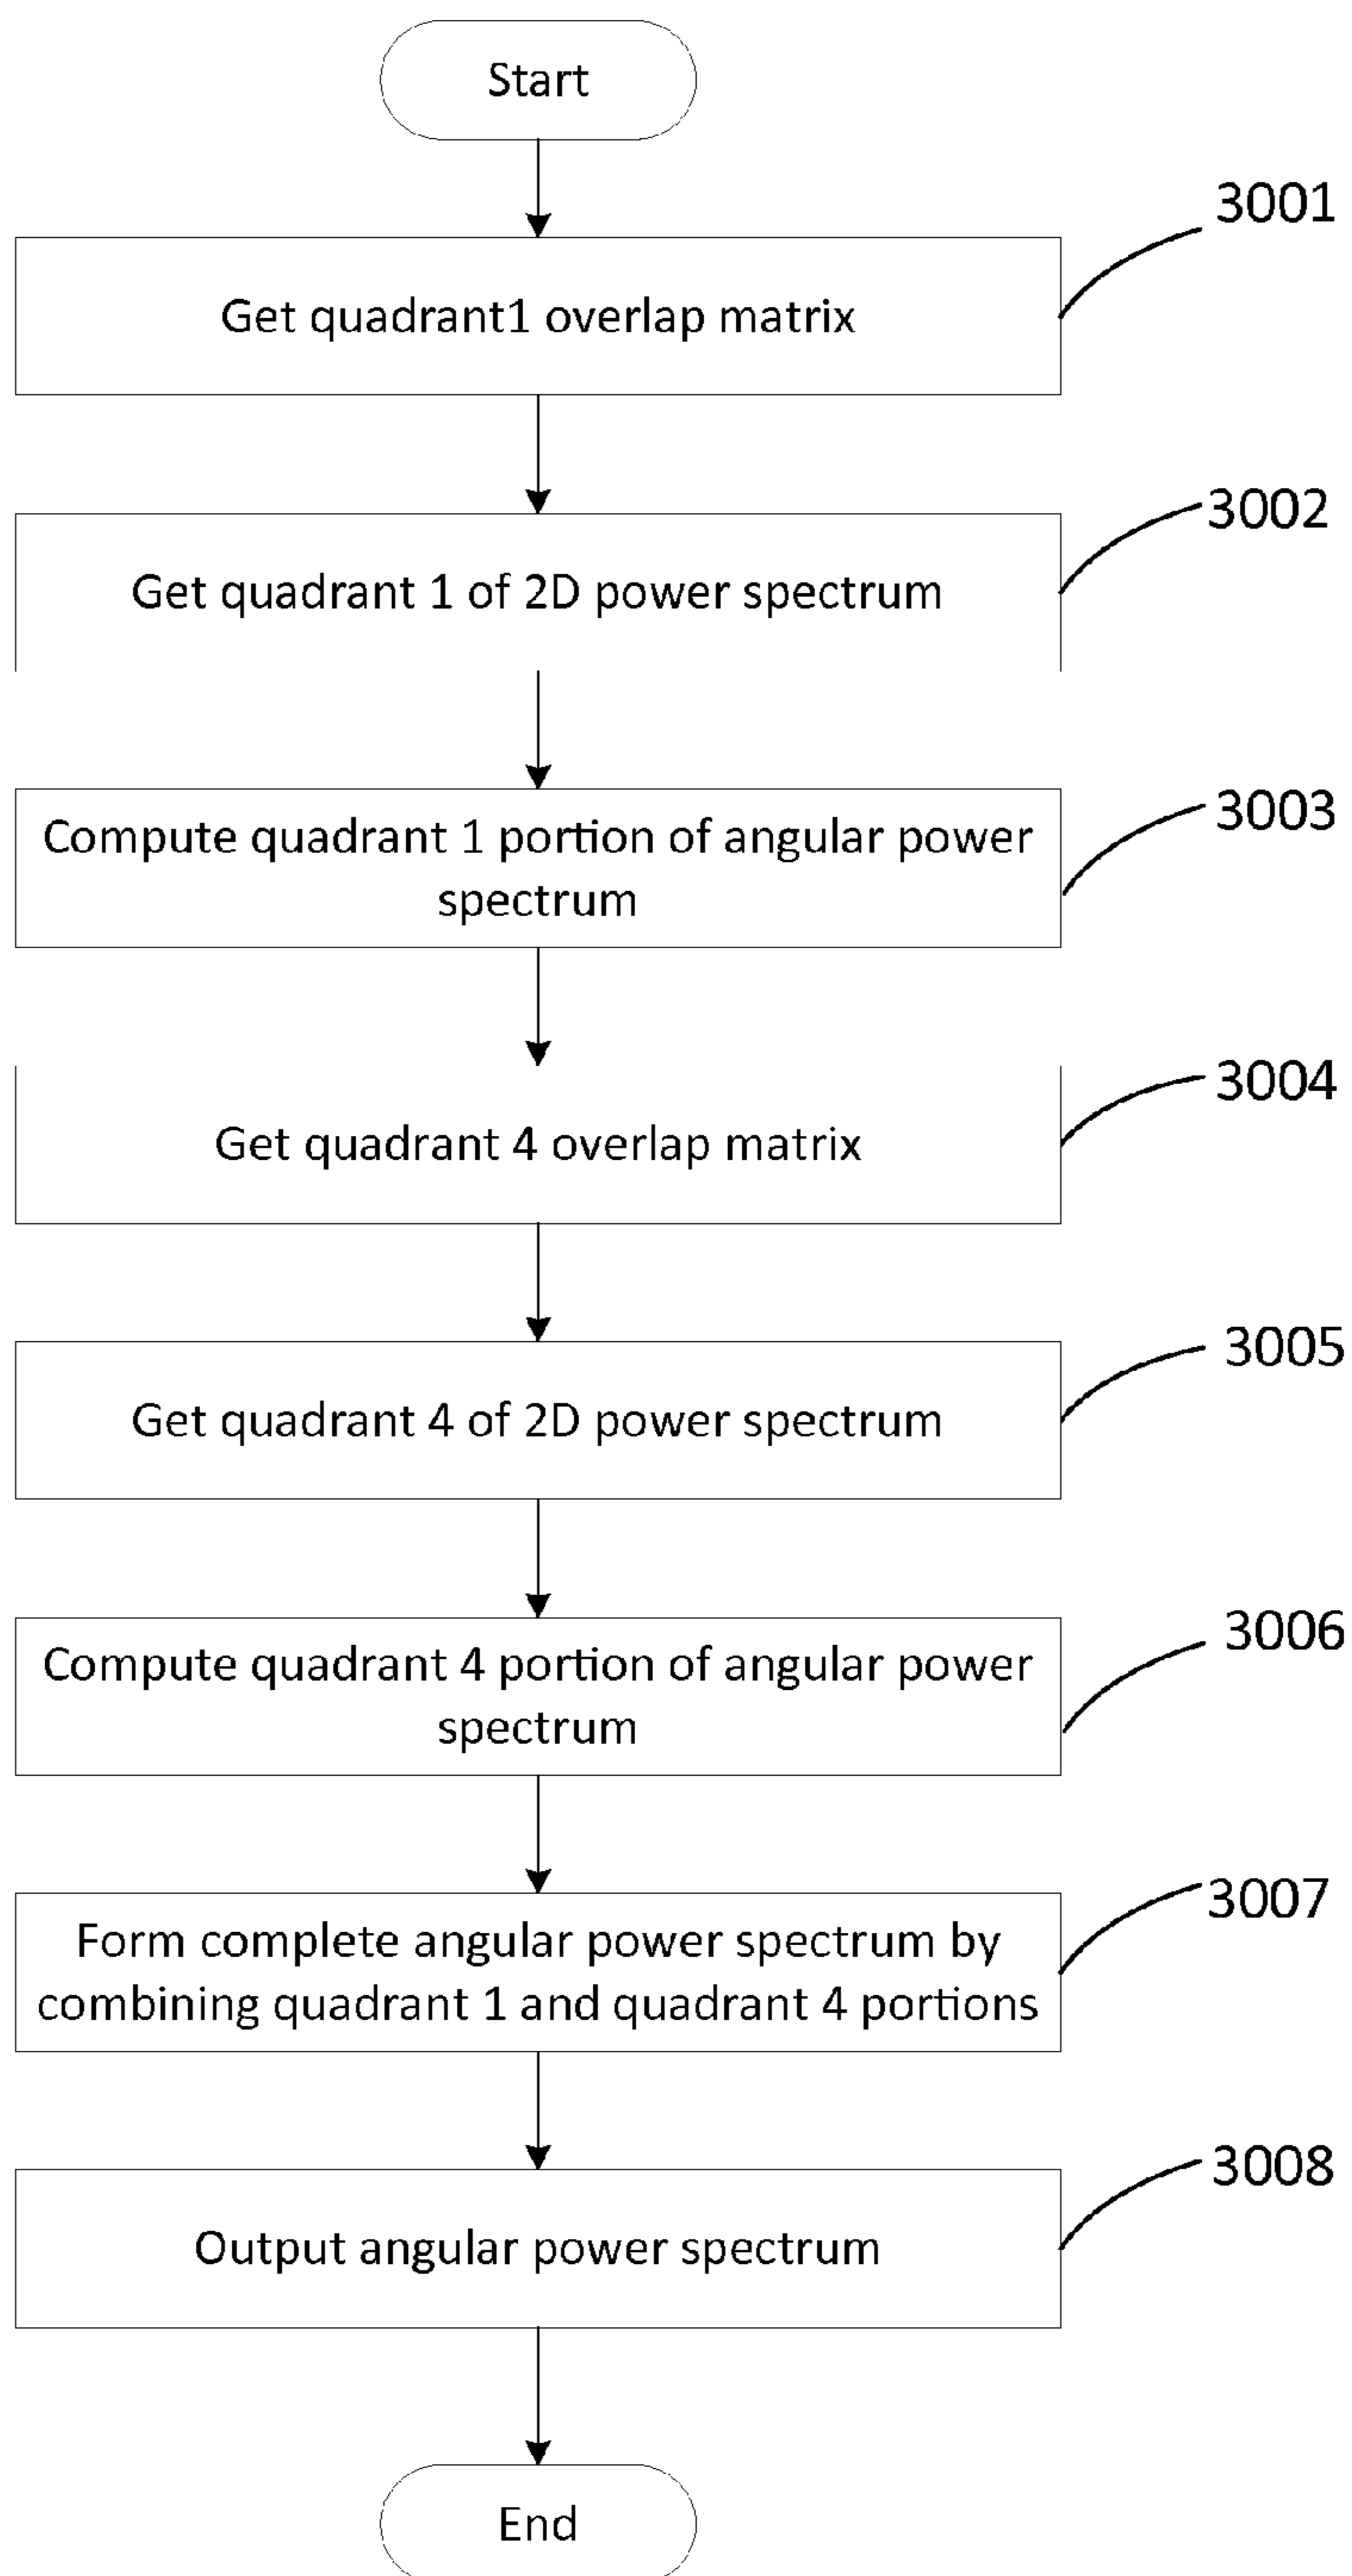 Start
3001
Get quadrant1 overlap matrix
3002
Get quadrant 1 of 2D power spectrum
3003
Compute quadrant 1 portion of angular power
spectrum
3004
Get quadrant 4 overlap matrix
3005
Get quadrant 4 of 2D power spectrum
3006
Compute quadrant 4 portion of angular power
spectrum
3007
Form complete angular power spectrum by
combining quadrant 1 and quadrant 4 portions
3008
Output angular power spectrum
End